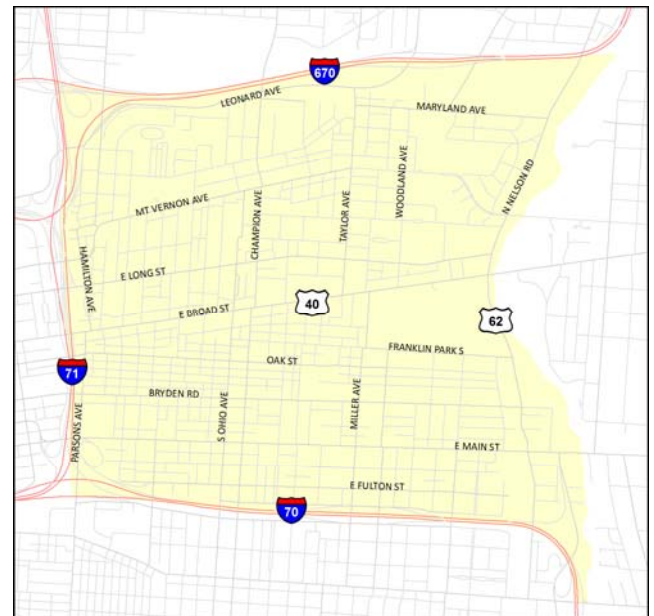 670
LEONARD AVE
MARYLAND AVE
WOODLAND AVE
N NELSON RD
MT VERNON AVE
CHAMPION AVE
TAYLOR AVE
HAMILTON AVE
E LONG ST
E BROAD ST
40
62
FRANKLIN PARK S
OAK ST
71
BRYDEN RD
S OHIO AVE
MILLER AVE
PARSONS AVE
E MAIN ST
E FULTON ST
70